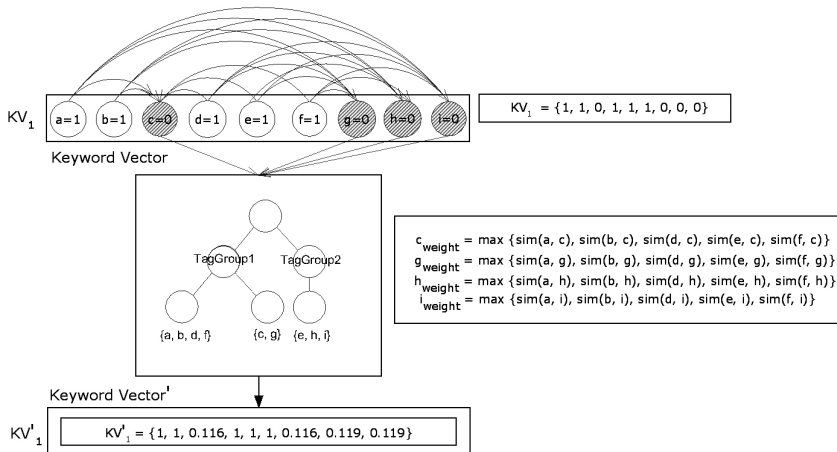 KV1
a=1 b=1 c=0 d=1 e=1 f=1 g=0 h=0 i=0
KV1 = {1, 1, 0, 1, 1, 1, 0, 0, 0}
Keyword Vector
TagGroup1 TagGroup2
{a, b, d, f} {c, g} {e, h, i}
cweight = max {sim(a, c), sim(b, c), sim(d, c), sim(e, c), sim(f, c)}
gweight = max {sim(a, g), sim(b, g), sim(d, g), sim(e, g), sim(f, g)}
hweight = max {sim(a, h), sim(b, h), sim(d, h), sim(e, h), sim(f, h)}
iweight = max {sim(a, i), sim(b, i), sim(d, i), sim(e, i), sim(f, i)}
Keyword Vector'
KV'1
KV'1 = {1, 1, 0.116, 1, 1, 1, 0.116, 0.119, 0.119}